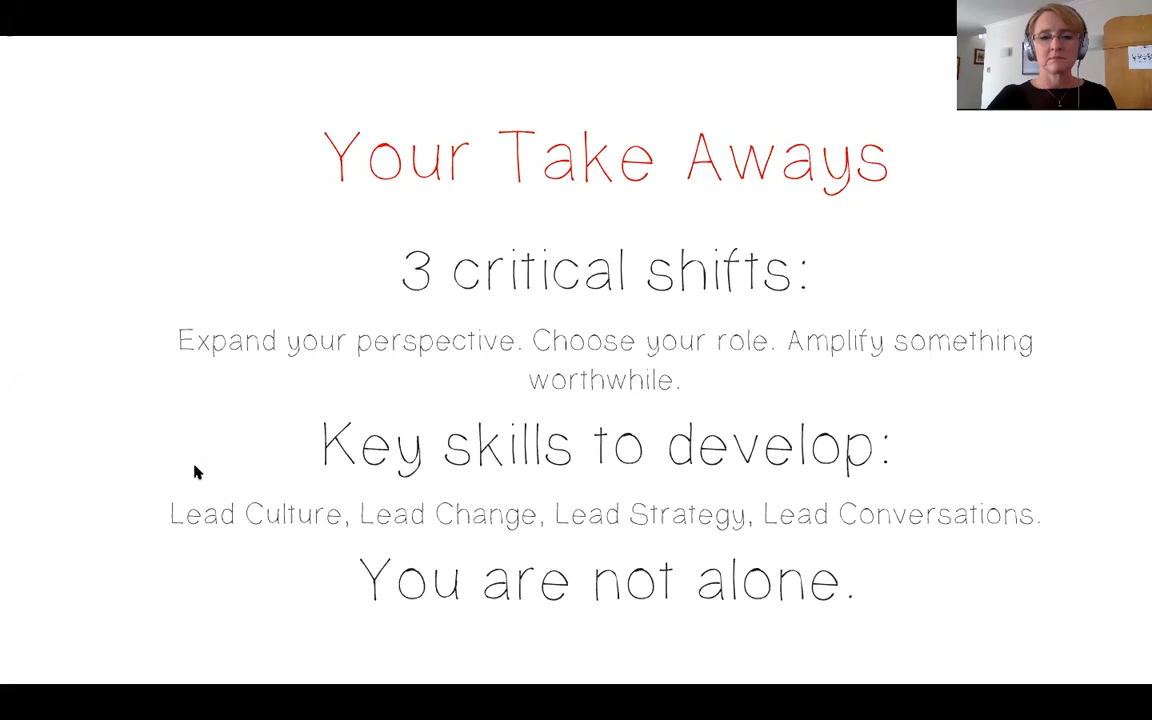 Your Take Aways
3 critical shifts:
Expand your perspective. Choose your role. Amplify something
worthwhile.
Key skills to develop:
Lead Culture, Lead Change, Lead Strategy, Lead Conversations.
You are not alone.